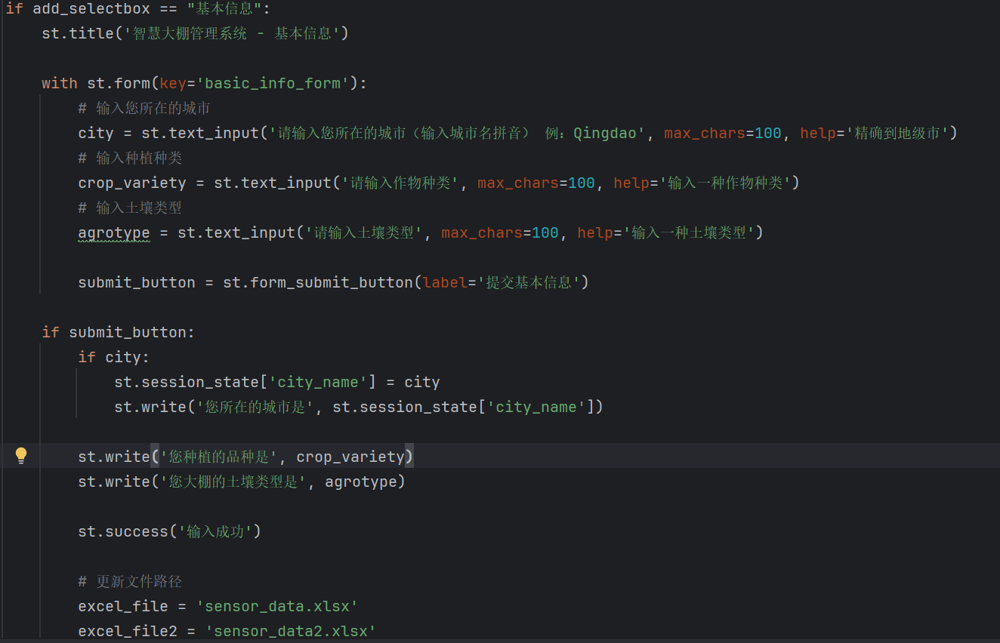 if add_selectbox == "基本信息":
    st.title('智慧大棚管理系统 - 基本信息')
    with st.form(key='basic_info_form'):
        # 输入您所在的城市
        city = st.text_input('请输入您所在的城市（输入城市名拼音） 例：Qingdao', max_chars=100, help='精确到地级市')
        # 输入种植种类
        crop_variety = st.text_input('请输入作物种类', max_chars=100, help='输入一种作物种类')
        # 输入土壤类型
        agrotype = st.text_input('请输入土壤类型', max_chars=100, help='输入一种土壤类型')
        submit_button = st.form_submit_button(label='提交基本信息')
    if submit_button:
        if city:
            st.session_state['city_name'] = city
            st.write('您所在的城市是', st.session_state['city_name'])
        st.write('您种植的品种是', crop_variety)
        st.write('您大棚的土壤类型是', agrotype)
        st.success('输入成功')
        # 更新文件路径
        excel_file = 'sensor_data.xlsx'
        excel_file2 = 'sensor_data2.xlsx'